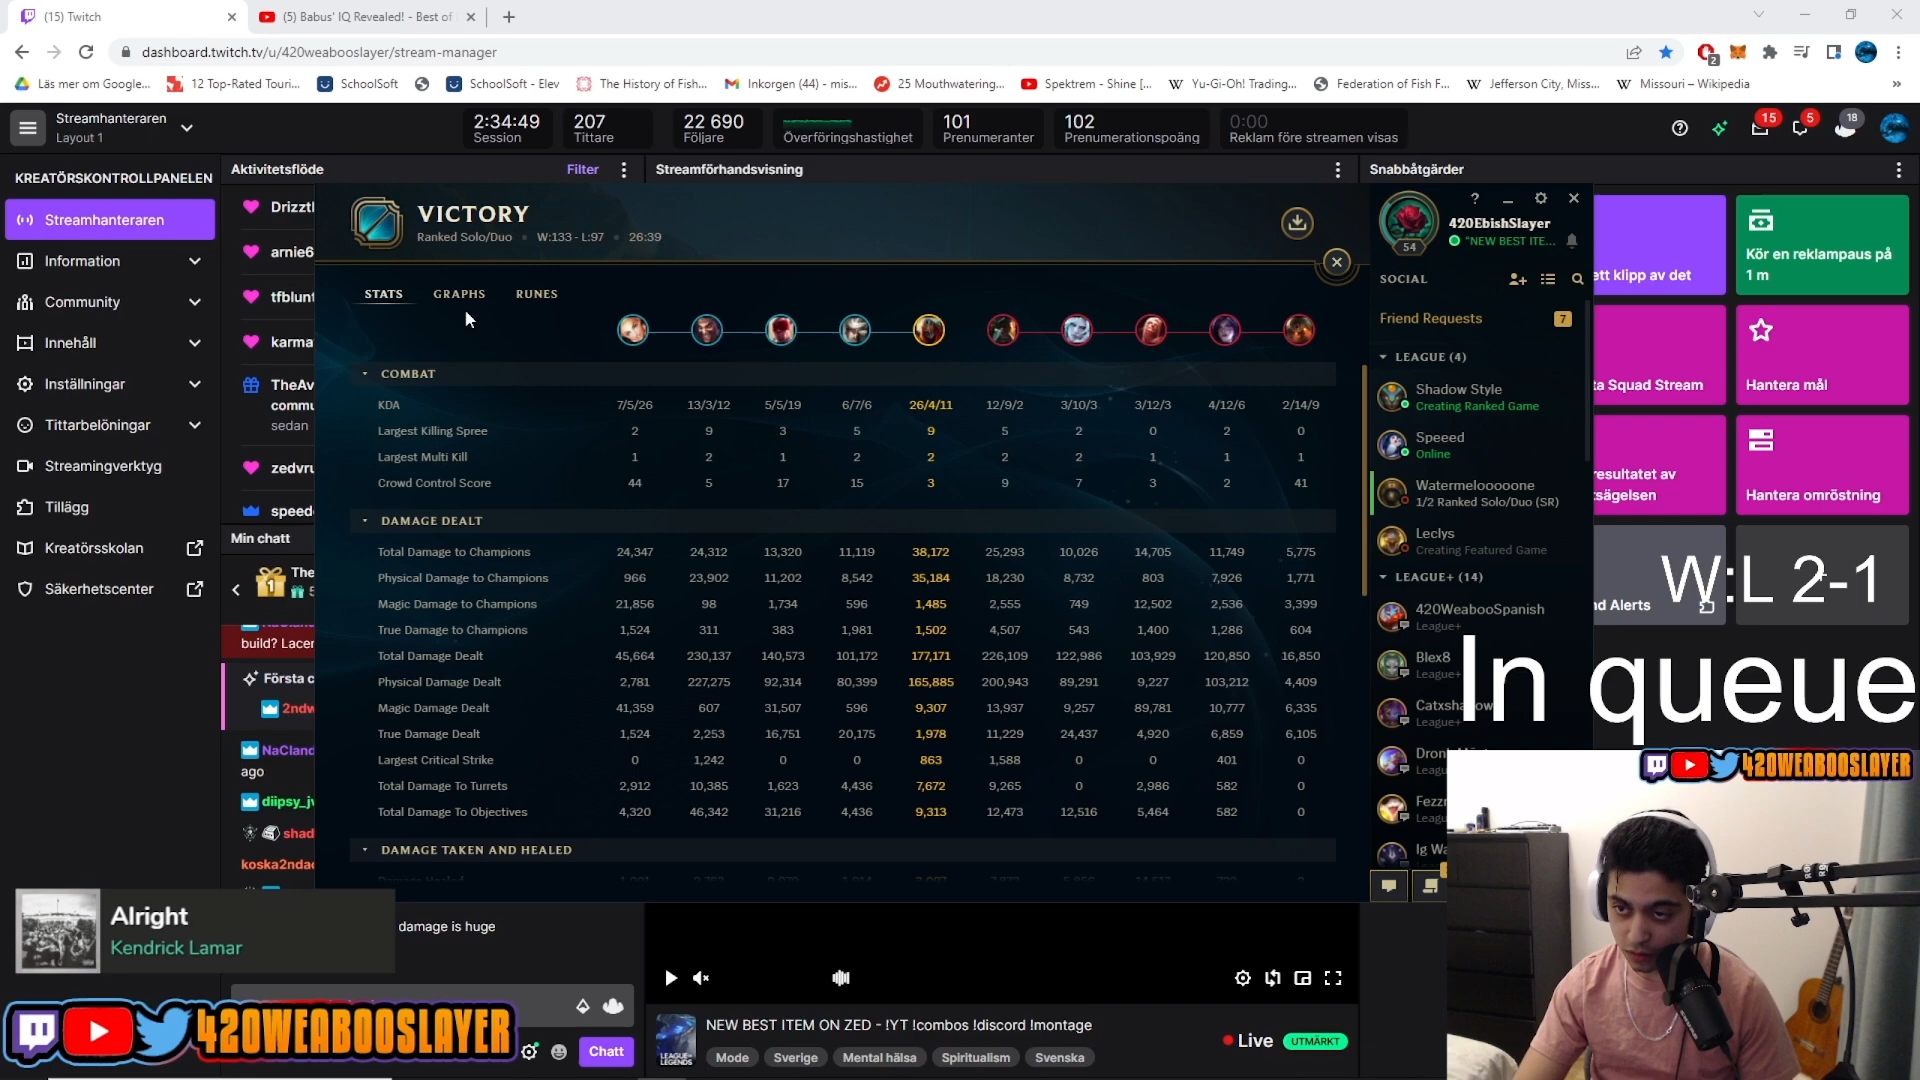 (15) Twitch
(5) Babus' IQ Revealed! - Best of
dashboard.twitch.tv/u/420weabooslayer/stream-manager
2
Läs mer om Google...
12 Top-Rated Touri...
SchoolSoft
SchoolSoft - Elev
The History of Fish...
Inkorgen (44) - mis...
25 Mouthwatering...
Spektrem - Shine [...
Yu-Gi-Oh! Trading...
Federation of Fish F...
Jefferson City, Miss...
Missouri – Wikipedia
Streamhanteraren
Layout 1
2:34:49
Session
207
Tittare
22 690
Följare
Överföringshastighet
101
Prenumeranter
102
Prenumerationspoäng
0:00
Reklam före streamen visas
15
5
18
KREATÖRSKONTROLLPANELEN
Streamhanteraren
Information
Community
Innehåll
Inställningar
Tittarbelöningar
Streamingverktyg
Tillägg
Kreatörsskolan
Säkerhetscenter
Aktivitetsflöde
Filter
Drizztl
arnie6
tfblunt
karma
TheAv
commu
sedan
zedvru
speed
Min chatt
The
1
build? Lacer
Första c
2ndw
NaCland
ago
diipsy_jv
shad
koska2ndac
damage is huge
Chatt
Streamförhandsvisning
VICTORY
Ranked Solo/Duo • W:133 - L:97 • 26:39
STATS GRAPHS RUNES
COMBAT
KDA 7/5/26 13/3/12 5/5/19 6/7/6 26/4/11 12/9/2 3/10/3 3/12/3 4/12/6 2/14/9
Largest Killing Spree 2 9 3 5 9 5 2 0 2 0
Largest Multi Kill 1 2 1 2 2 2 2 1 1 1
Crowd Control Score 44 5 17 15 3 9 7 3 2 41
DAMAGE DEALT
Total Damage to Champions 24,347 24,312 13,320 11,119 38,172 25,293 10,026 14,705 11,749 5,775
Physical Damage to Champions 966 23,902 11,202 8,542 35,184 18,230 8,732 803 7,926 1,771
Magic Damage to Champions 21,856 98 1,734 596 1,485 2,555 749 12,502 2,536 3,399
True Damage to Champions 1,524 311 383 1,981 1,502 4,507 543 1,400 1,286 604
Total Damage Dealt 45,664 230,137 140,573 101,172 177,171 226,109 122,986 103,929 120,850 16,850
Physical Damage Dealt 2,781 227,275 92,314 80,399 165,885 200,943 89,291 9,227 103,212 4,409
Magic Damage Dealt 41,359 607 31,507 596 9,307 13,937 9,257 89,781 10,777 6,335
True Damage Dealt 1,524 2,253 16,751 20,175 1,978 11,229 24,437 4,920 6,859 6,105
Largest Critical Strike 0 1,242 0 0 863 1,588 0 0 401 0
Total Damage To Turrets 2,912 10,385 1,623 4,436 7,672 9,265 0 2,986 582 0
Total Damage To Objectives 4,320 46,342 31,216 4,436 9,313 12,473 12,516 5,464 582 0
DAMAGE TAKEN AND HEALED
NEW BEST ITEM ON ZED - !YT !combos !discord !montage
Mode Sverige Mental hälsa Spiritualism Svenska
LEAGUE LEGENDS
Live UTMÄRKT
Snabbåtgärder
54
420EbishSlayer
"NEW BEST ITE...
SOCIAL
Friend Requests 7
LEAGUE (4)
Shadow Style
Creating Ranked Game
Speeed
Online
Watermelooooone
1/2 Ranked Solo/Duo (SR)
Leclys
Creating Featured Game
LEAGUE+ (14)
420WeabooSpanish
League+
Blex8
League+
League+
Dron
Leagu
Fezzr
Leagu
Ig Wa
ett klipp av det
Kör en reklampaus på
1 m
ta Squad Stream
Hantera mål
resultatet av
tsägelsen
Hantera omröstning
nd Alerts
W:L 2-1
In queue
420WEABOOSLAYER
RODE
Alright
Kendrick Lamar
420WEABOOSLAYER